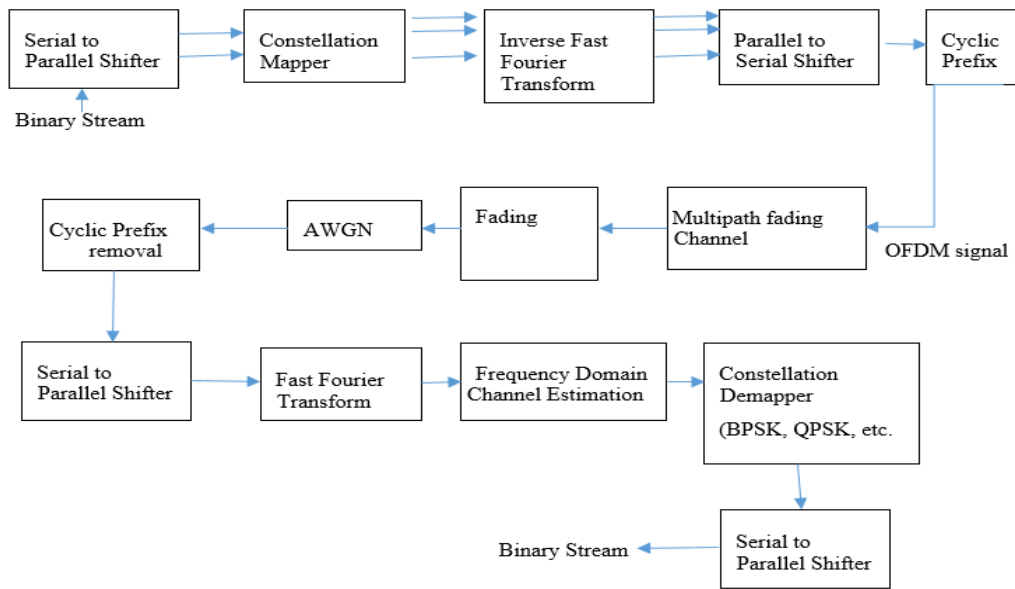 Serial to
Parallel Shifter
Constellation
Mapper
Inverse Fast
Fourier
Transform
Parallel to
Serial Shifter
Cyclic
Prefix
Binary Stream
OFDM signal
Multipath fading
Channel
Fading
AWGN
Cyclic Prefix
removal
Serial to
Parallel Shifter
Fast Fourier
Transform
Frequency Domain
Channel Estimation
Constellation
Demapper
(BPSK, QPSK, etc.
Serial to
Parallel Shifter
Binary Stream